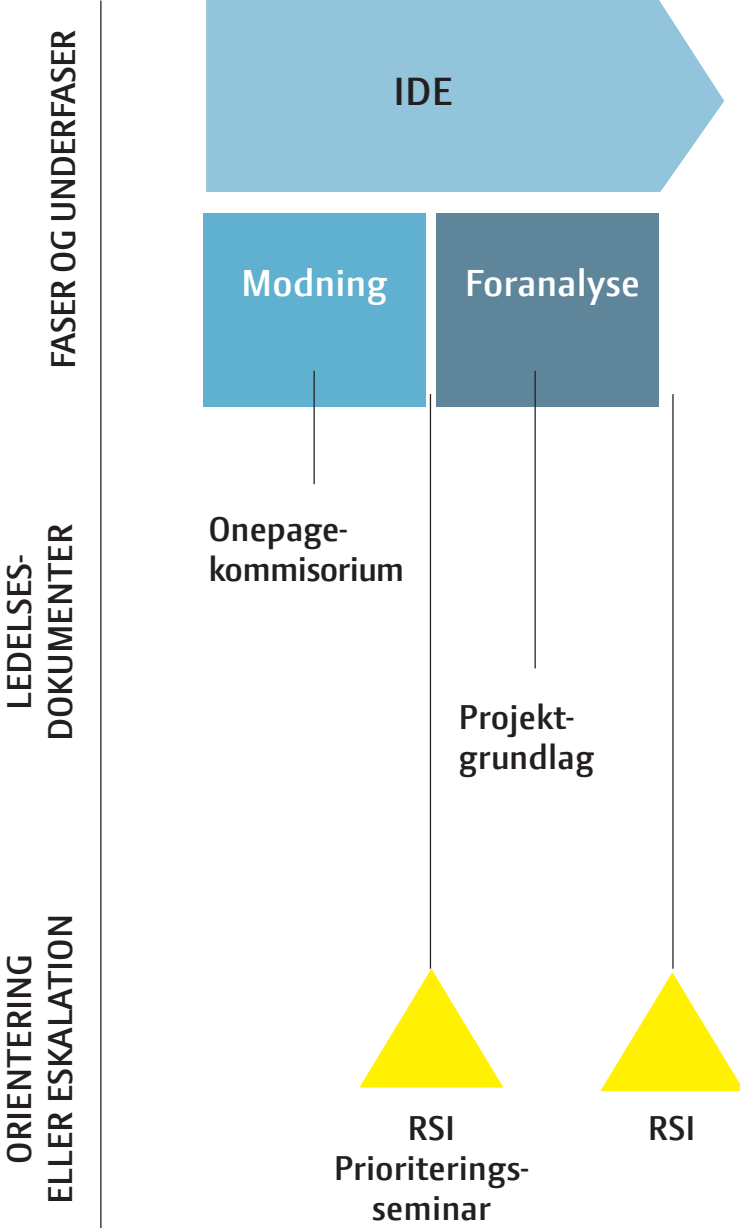 FASER OG UNDERFASER
IDE
Modning
Foranalyse
LEDELSES-
DOKUMENTER
Onepage-
kommisorium
Projekt-
grundlag
ORIENTERING
ELLER ESKALATION
RSI
Prioriterings-
seminar
RSI